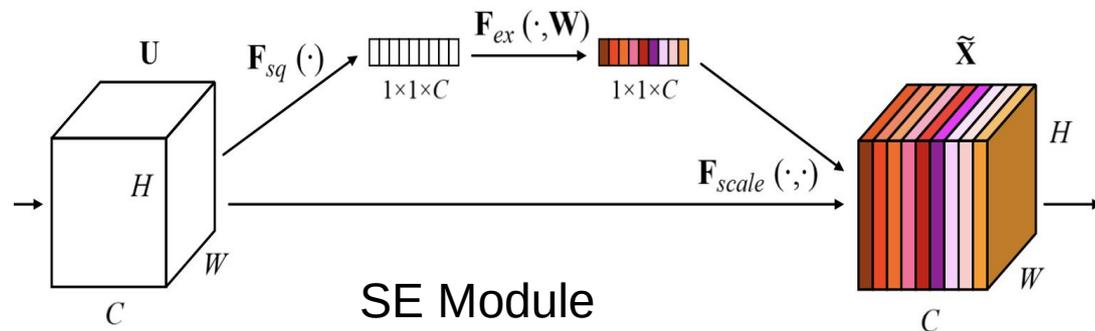 U
F_sq (·)
F_ex (·,W)
1×1×C
1×1×C
X̃
H
W
C
F_scale (·,·)
H
W
C
SE Module